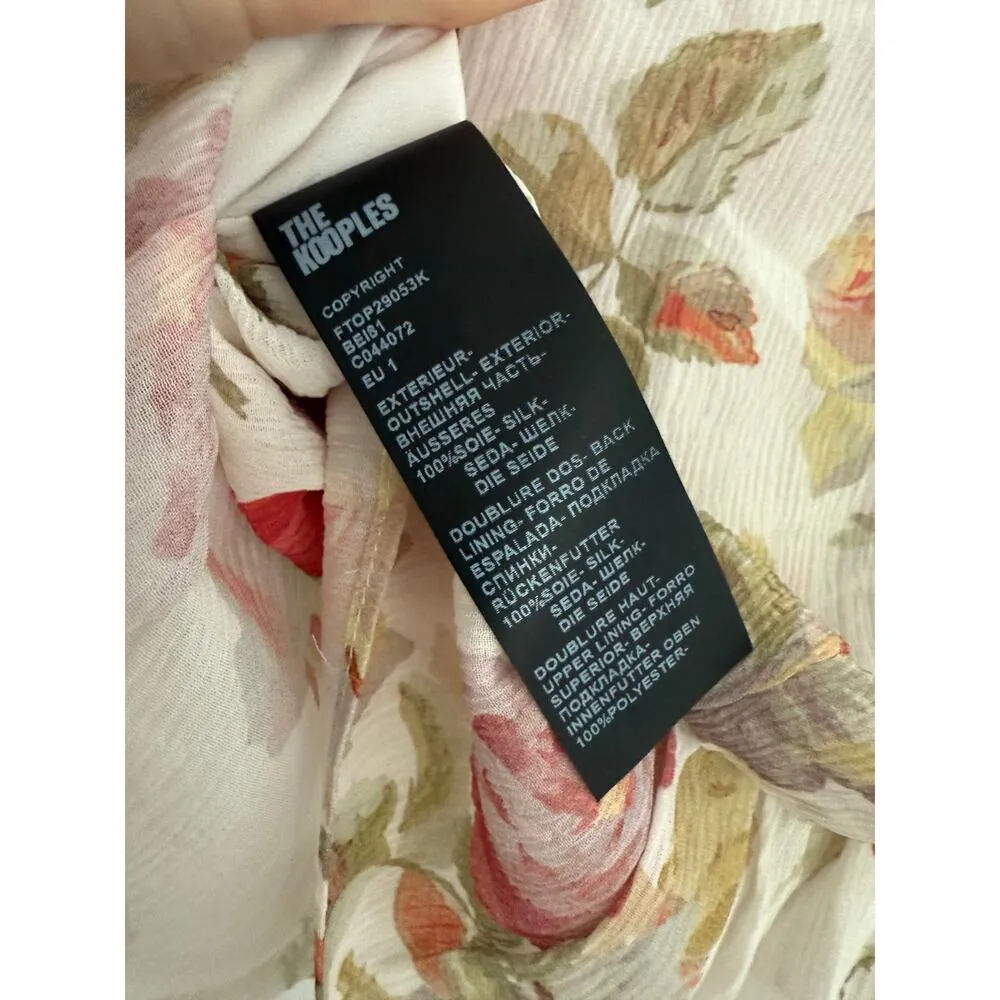 THE
KOOPLES
COPYRIGHT
FTOP29053K
BEI81
C044072
EU 1
EXTERIEUR-
OUTSHELL- EXTERIOR-
ВНЕШНЯЯ ЧАСТЬ-
ÄUSSERES
100%SOIE- SILK-
SEDA- ШЕЛК-
DIE SEIDE
DOUBLURE DOS- BACK
LINING- FORRO DE
ESPALADA- ПОДКЛАДКА
СПИНКИ-
RÜCKENFUTTER
100%SOIE- SILK-
SEDA- ШЕЛК-
DIE SEIDE
DOUBLURE HAUT-
UPPER LINING- FORRO
SUPERIOR- ВЕРХНЯЯ
ПОДКЛАДКА-
INNENFUTTER OBEN
100%POLYESTER-